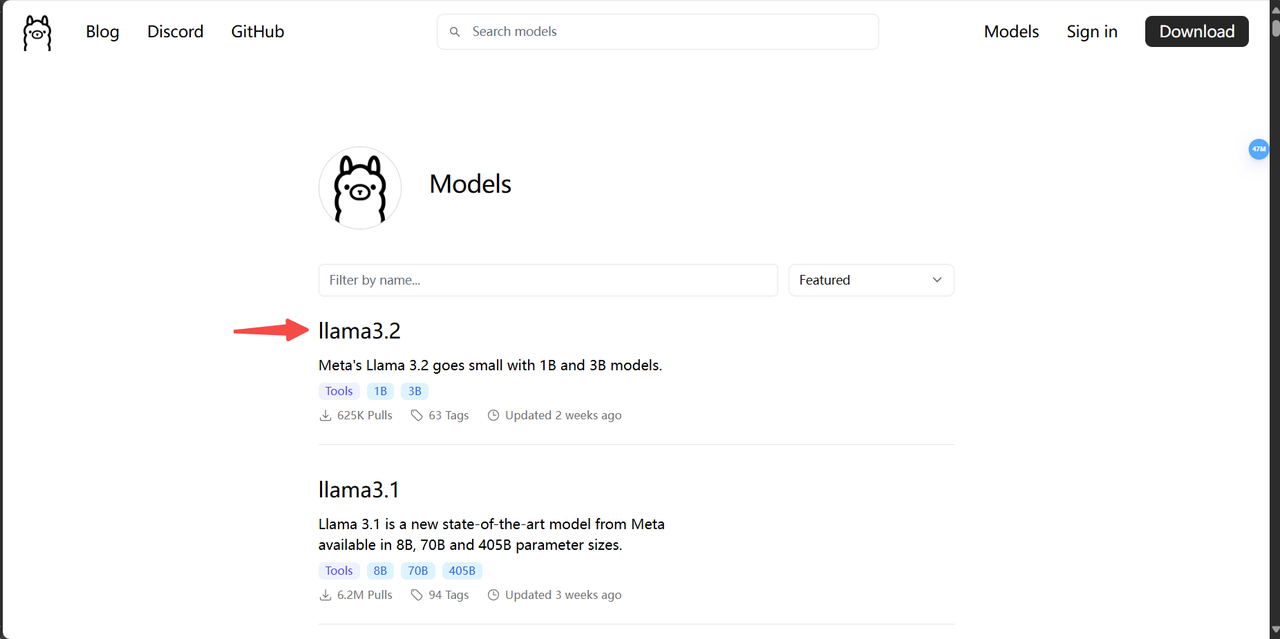 Blog Discord GitHub Search models Models Sign in Download
47M
Models
Filter by name... Featured
llama3.2
Meta's Llama 3.2 goes small with 1B and 3B models.
Tools 1B 3B
625K Pulls 63 Tags Updated 2 weeks ago
llama3.1
Llama 3.1 is a new state-of-the-art model from Meta
available in 8B, 70B and 405B parameter sizes.
Tools 8B 70B 405B
6.2M Pulls 94 Tags Updated 3 weeks ago